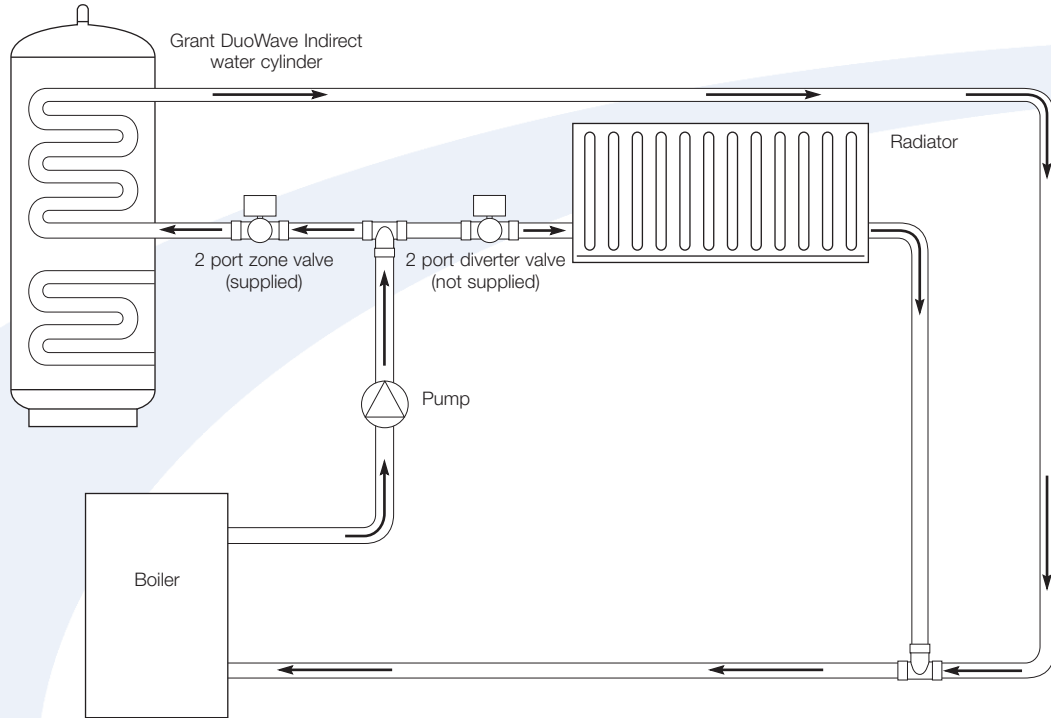 Grant DuoWave Indirect
water cylinder
Radiator
2 port zone valve
(supplied)
2 port diverter valve
(not supplied)
Pump
Boiler